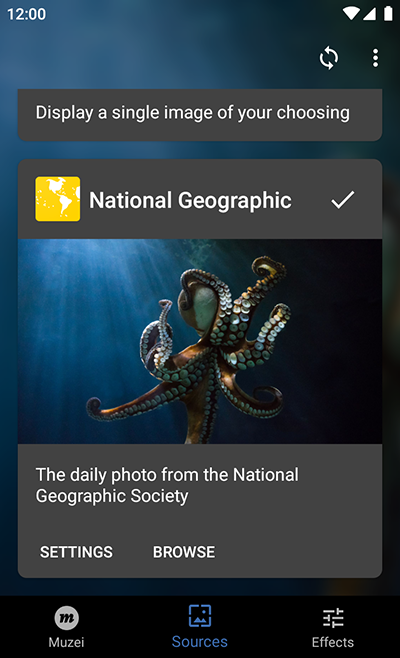 12:00
Display a single image of your choosing
National Geographic
The daily photo from the National
Geographic Society
SETTINGS BROWSE
m
Muzei Sources Effects